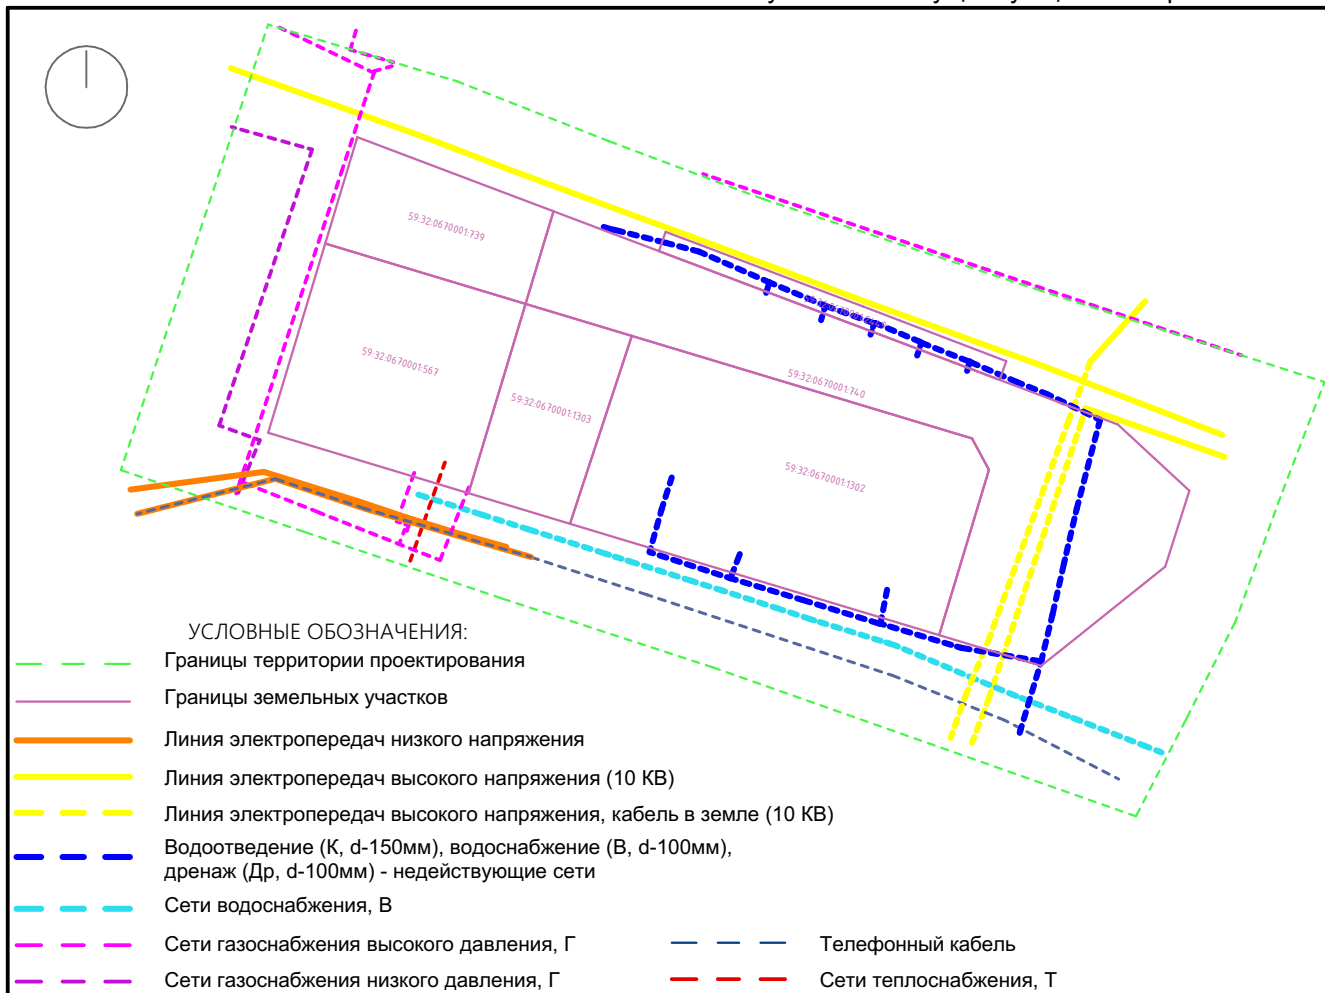 59:32:0670001:739
59:32:0670001:567
59:32:0670001:1303
59:32:0670001:740
59:32:0670001:1302
УСЛОВНЫЕ ОБОЗНАЧЕНИЯ:
Границы территории проектирования
Границы земельных участков
Линия электропередач низкого напряжения
Линия электропередач высокого напряжения (10 КВ)
Линия электропередач высокого напряжения, кабель в земле (10 КВ)
Водоотведение (К, d-150мм), водоснабжение (В, d-100мм),
дренаж (Др, d-100мм) - недействующие сети
Сети водоснабжения, В
Сети газоснабжения высокого давления, Г
Телефонный кабель
Сети газоснабжения низкого давления, Г
Сети теплоснабжения, Т